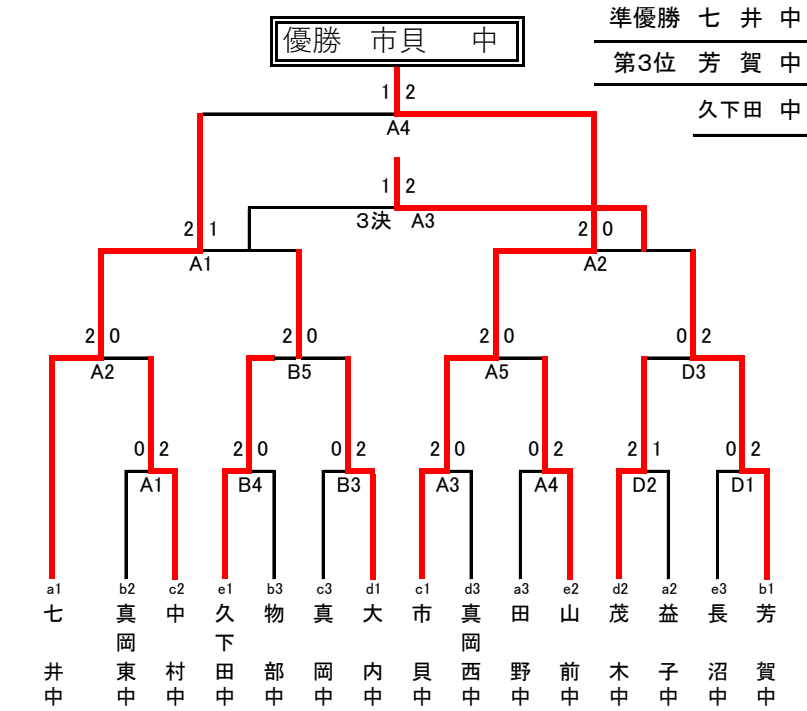 優勝　市貝　中
準優勝 七 井 中
第3位 芳 賀 中
久下田 中
1 2
A4
1 2
3決 A3
2 1
2 0
A1
A2
2 0
2 0
2 0
0 2
A2
B5
A5
D3
0 2
2 0
0 2
2 0
0 2
2 1
0 2
A1
B4
B3
A3
A4
D2
D1
a1 b2 c2 e1 b3 c3 d1 c1 d3 a3 e2 d2 a2 e3 b1
七井中
真岡東中
中村中
久下田中
物部中
真岡中
大内中
市貝中
真岡西中
田野中
山前中
茂木中
益子中
長沼中
芳賀中